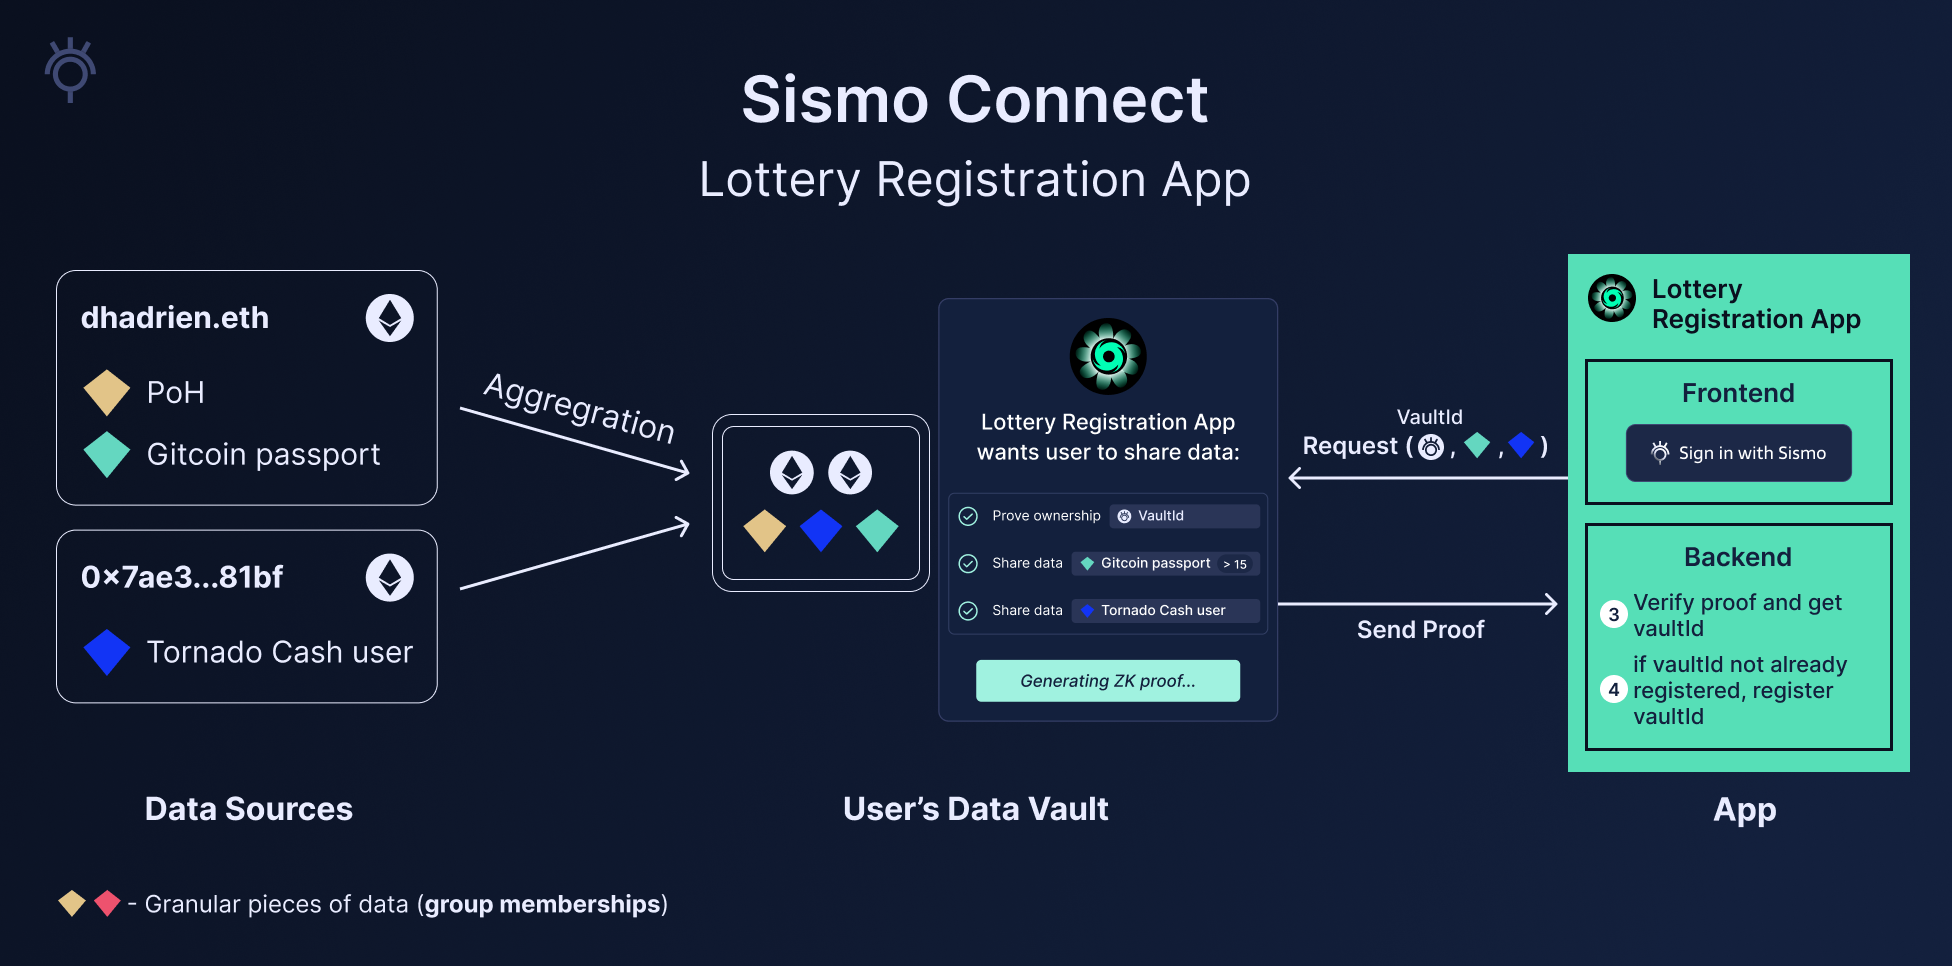 Sismo Connect
Lottery Registration App
dhadrien.eth
PoH
Gitcoin passport
0x7ae3...81bf
Tornado Cash user
Data Sources
Aggregration
Lottery Registration App
wants user to share data:
Prove ownership VaultId
Share data Gitcoin passport > 15
Share data Tornado Cash user
Generating ZK proof...
User's Data Vault
VaultId
Request ( , , )
Send Proof
Lottery
Registration App
Frontend
Sign in with Sismo
Backend
3 Verify proof and get
vaultId
4 if vaultId not already
registered, register
vaultId
App
- Granular pieces of data (group memberships)